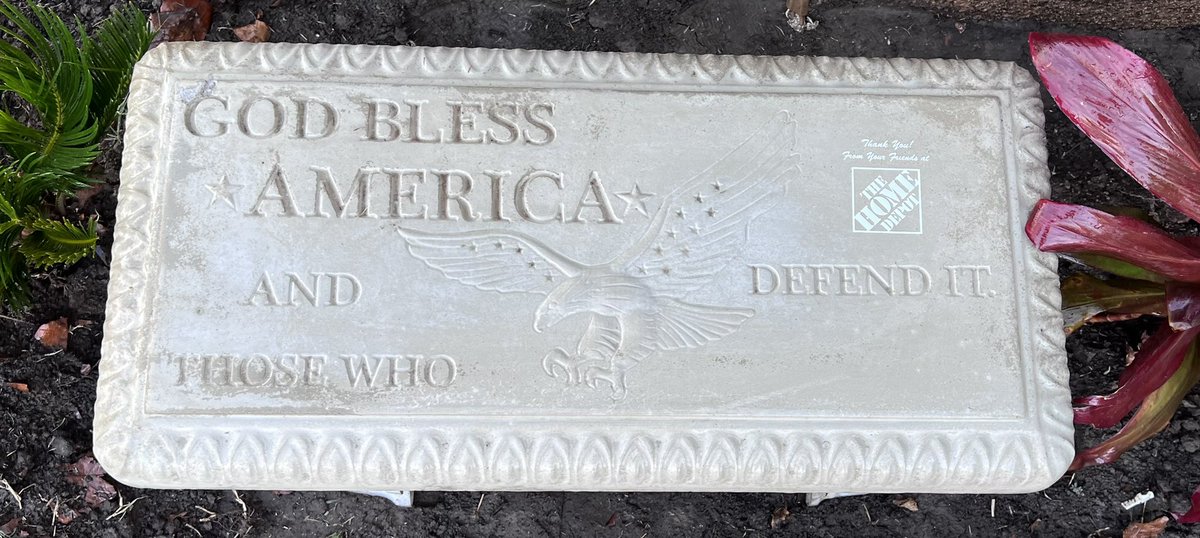 GOD BLESS
AMERICA
AND
THOSE WHO
DEFEND IT.
Thank You!
From Your Friends at
THE
HOME
DEPOT